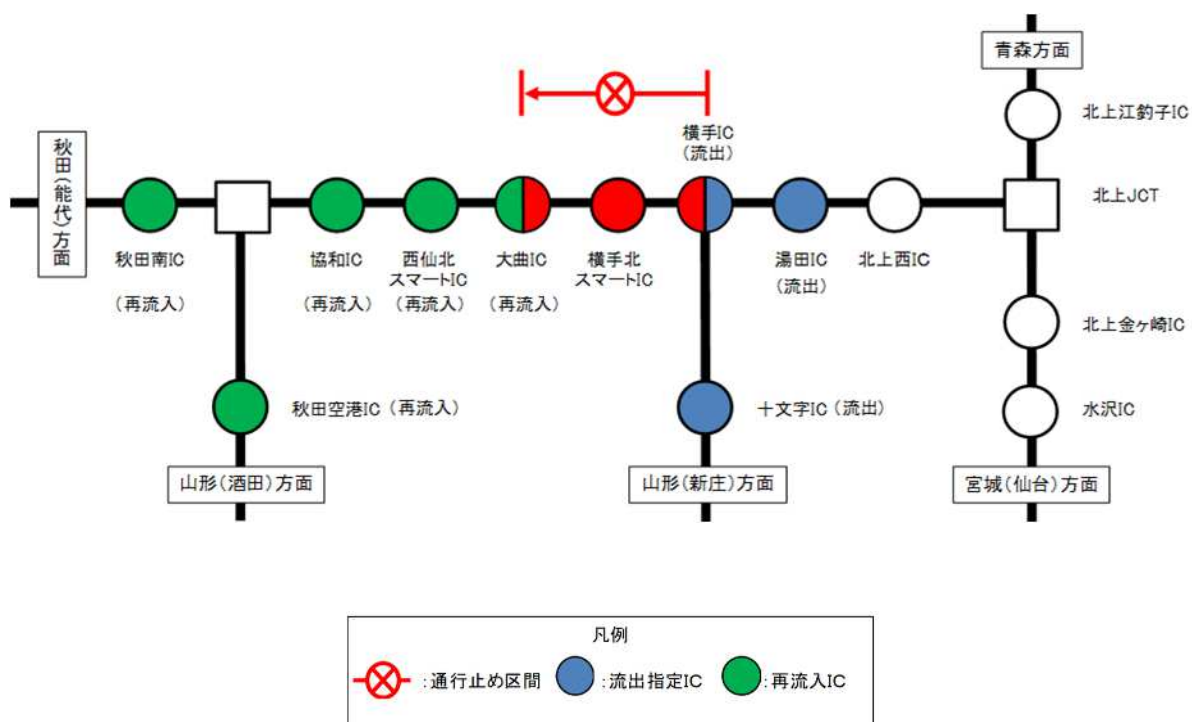 青森方面
北上江釣子IC
横手IC
(流出)
秋田(能代)方面
北上JCT
秋田南IC
(再流入)
協和IC
(再流入)
西仙北
スマートIC
(再流入)
大曲IC
(再流入)
横手北
スマートIC
湯田IC
(流出)
北上西IC
北上金ヶ崎IC
秋田空港IC(再流入)
十文字IC(流出)
水沢IC
山形(酒田)方面
山形(新庄)方面
宮城(仙台)方面
凡例
:通行止め区間
:流出指定IC
:再流入IC